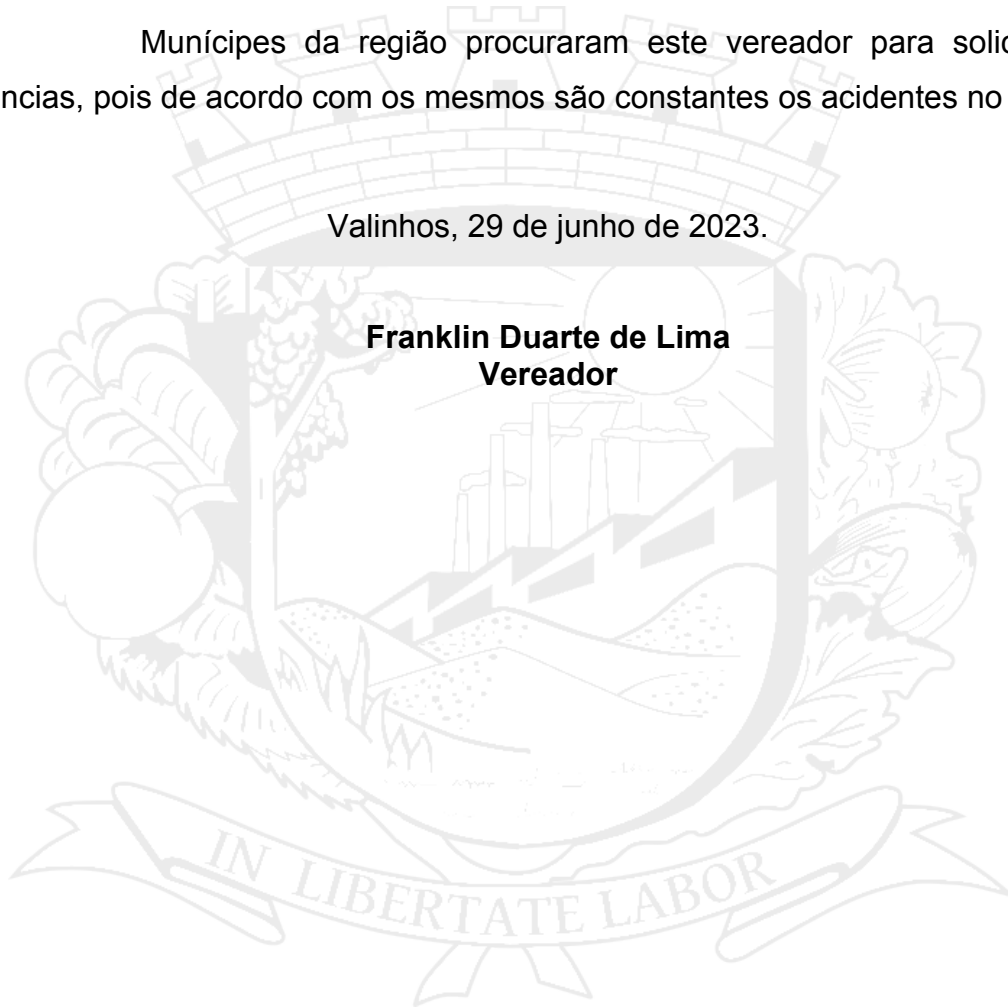 Munícipes da região procuraram este vereador para solic
ncias, pois de acordo com os mesmos são constantes os acidentes no
Valinhos, 29 de junho de 2023.
Franklin Duarte de Lima
Vereador
IN LIBERTATE LABOR